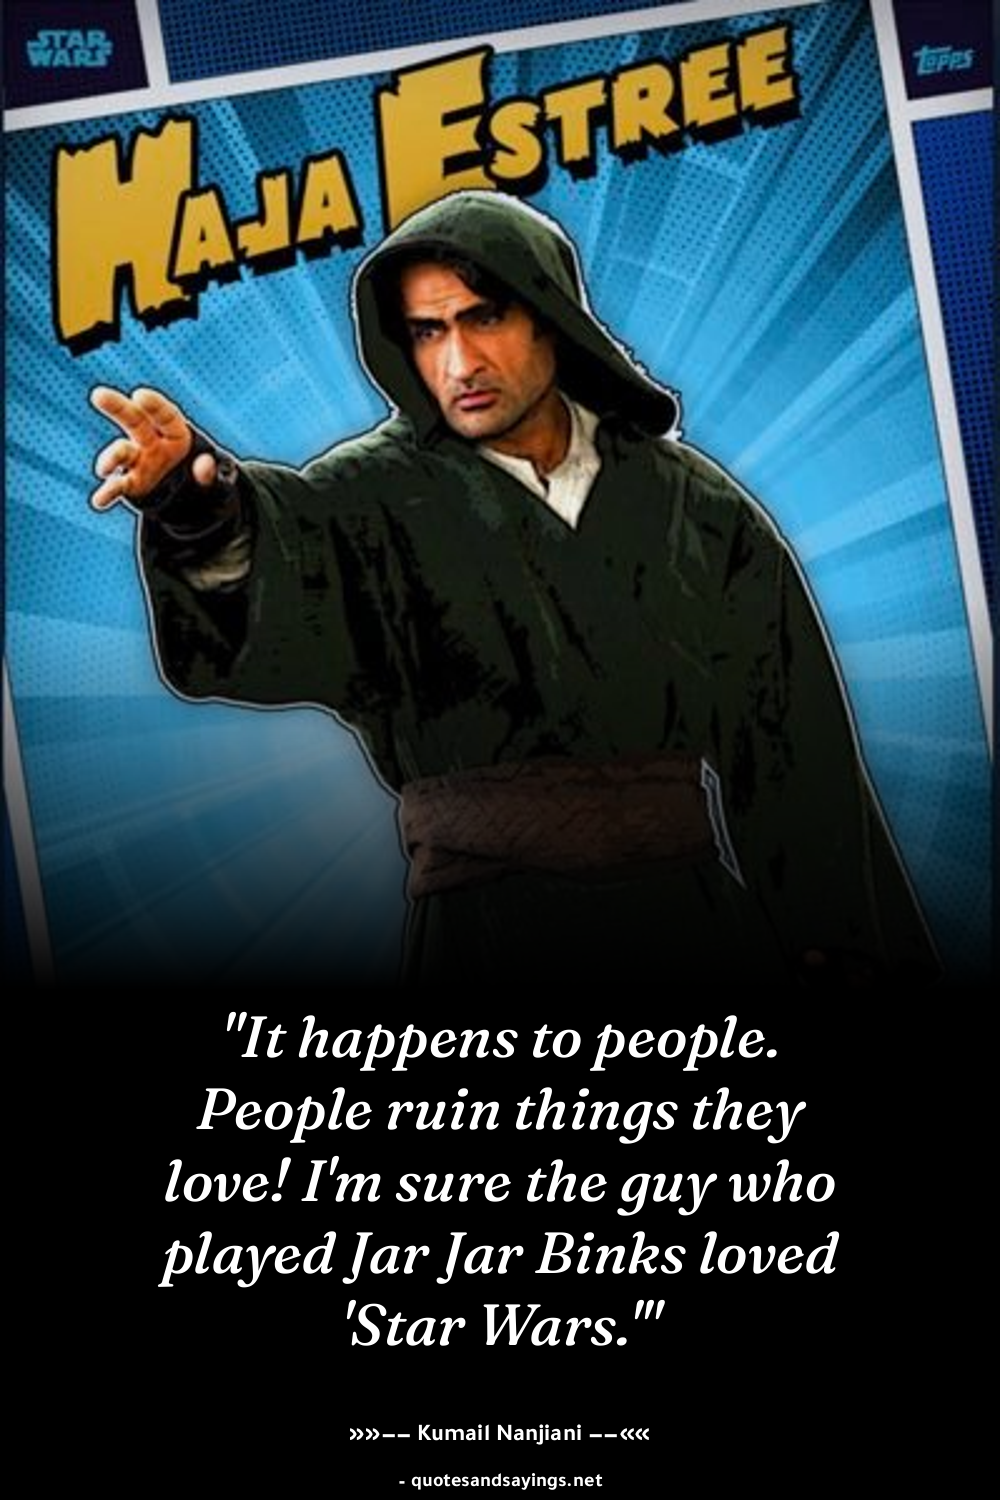 STAR
WARS
TOPPS
HAJA ESTREE
"It happens to people.
People ruin things they
love! I'm sure the guy who
played Jar Jar Binks loved
'Star Wars.'"
»»–– Kumail Nanjiani ––««
- quotesandsayings.net